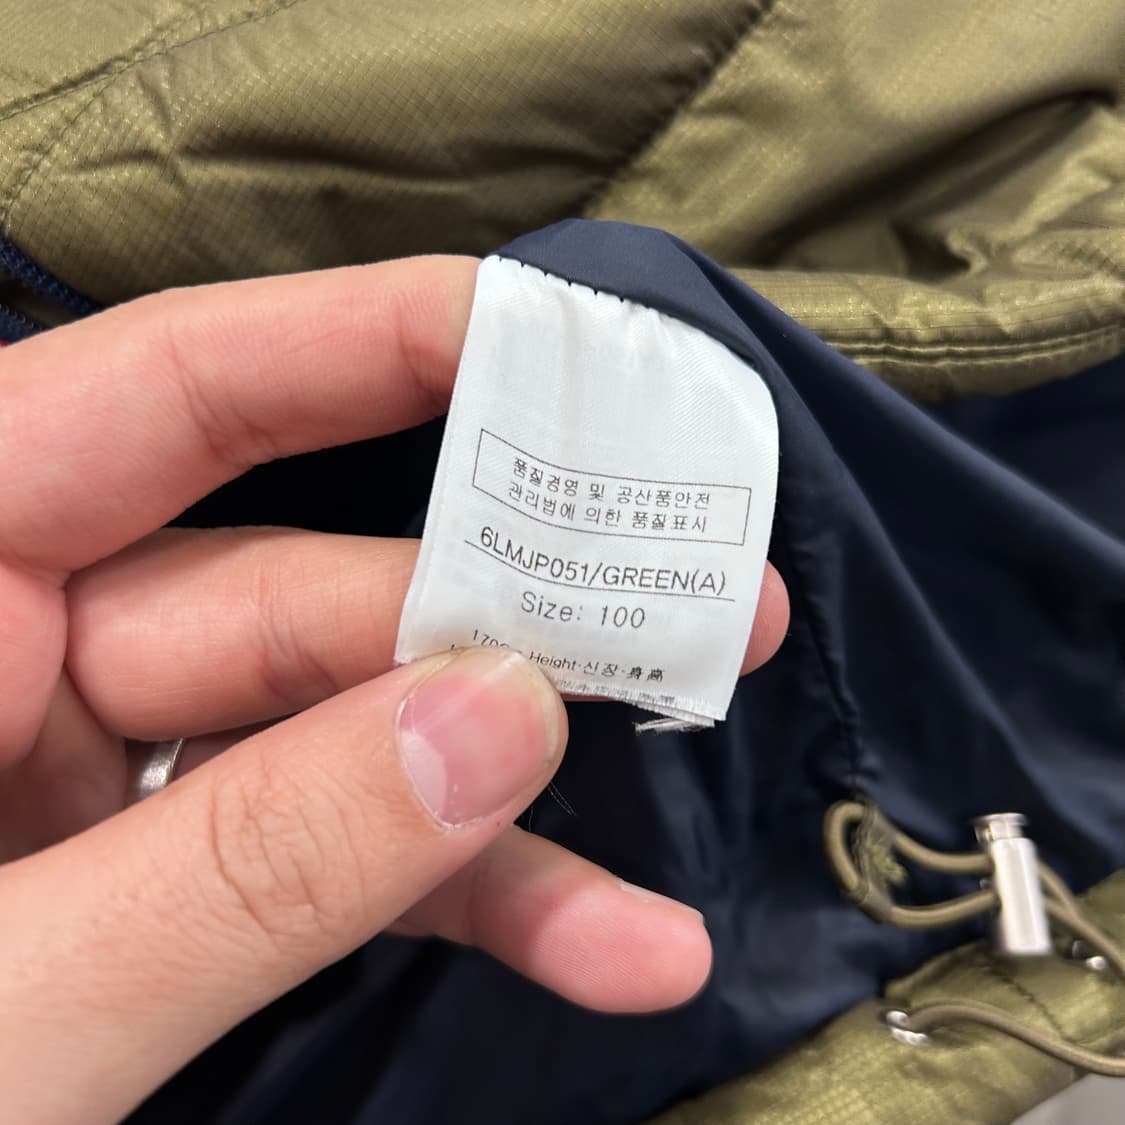 품질경영 및 공산품안전
관리법에 의한 품질표시
6LMJP051/GREEN(A)
Size: 100
Height·신장·身高